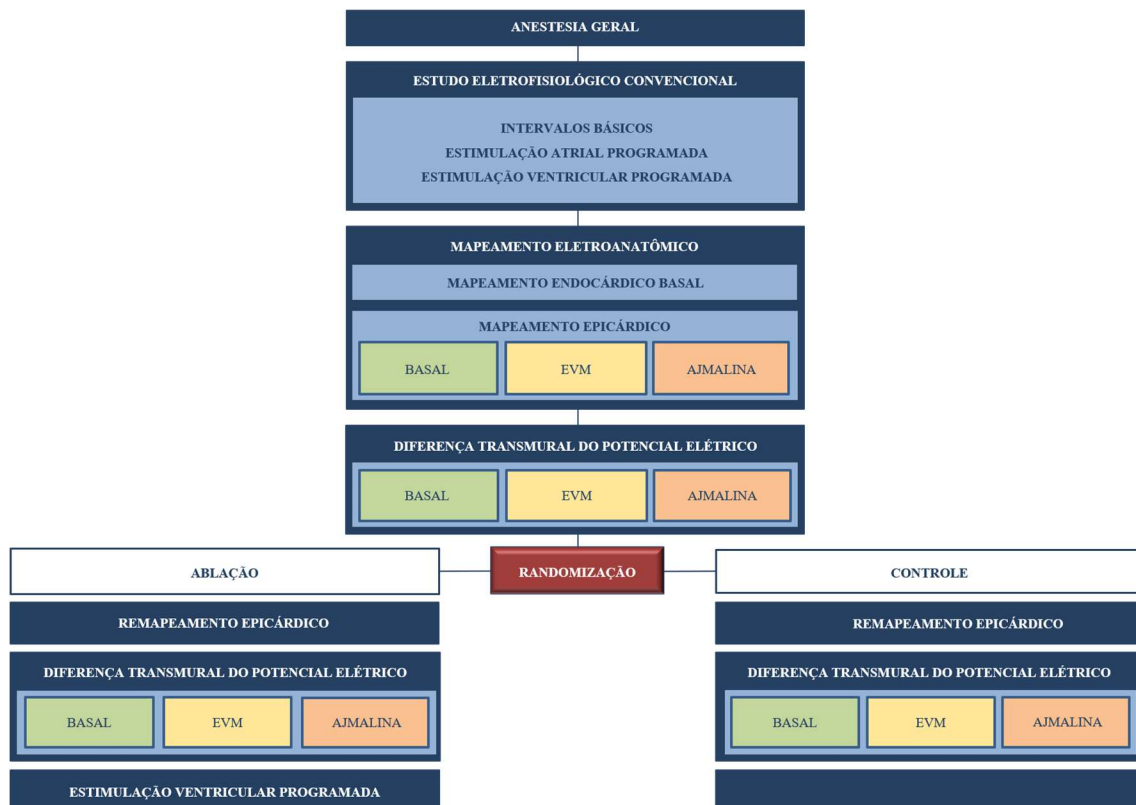 ANESTESIA GERAL
ESTUDO ELETROFISIOLÓGICO CONVENCIONAL
INTERVALOS BÁSICOS
ESTIMULAÇÃO ATRIAL PROGRAMADA
ESTIMULAÇÃO VENTRICULAR PROGRAMADA
MAPEAMENTO ELETROANATÔMICO
MAPEAMENTO ENDOCÁRDICO BASAL
MAPEAMENTO EPICÁRDICO
BASAL
EVM
AJMALINA
DIFERENÇA TRANSMURAL DO POTENCIAL ELÉTRICO
BASAL
EVM
AJMALINA
RANDOMIZAÇÃO
ABLAÇÃO
REMAPEAMENTO EPICÁRDICO
DIFERENÇA TRANSMURAL DO POTENCIAL ELÉTRICO
BASAL
EVM
AJMALINA
ESTIMULAÇÃO VENTRICULAR PROGRAMADA
CONTROLE
REMAPEAMENTO EPICÁRDICO
DIFERENÇA TRANSMURAL DO POTENCIAL ELÉTRICO
BASAL
EVM
AJMALINA